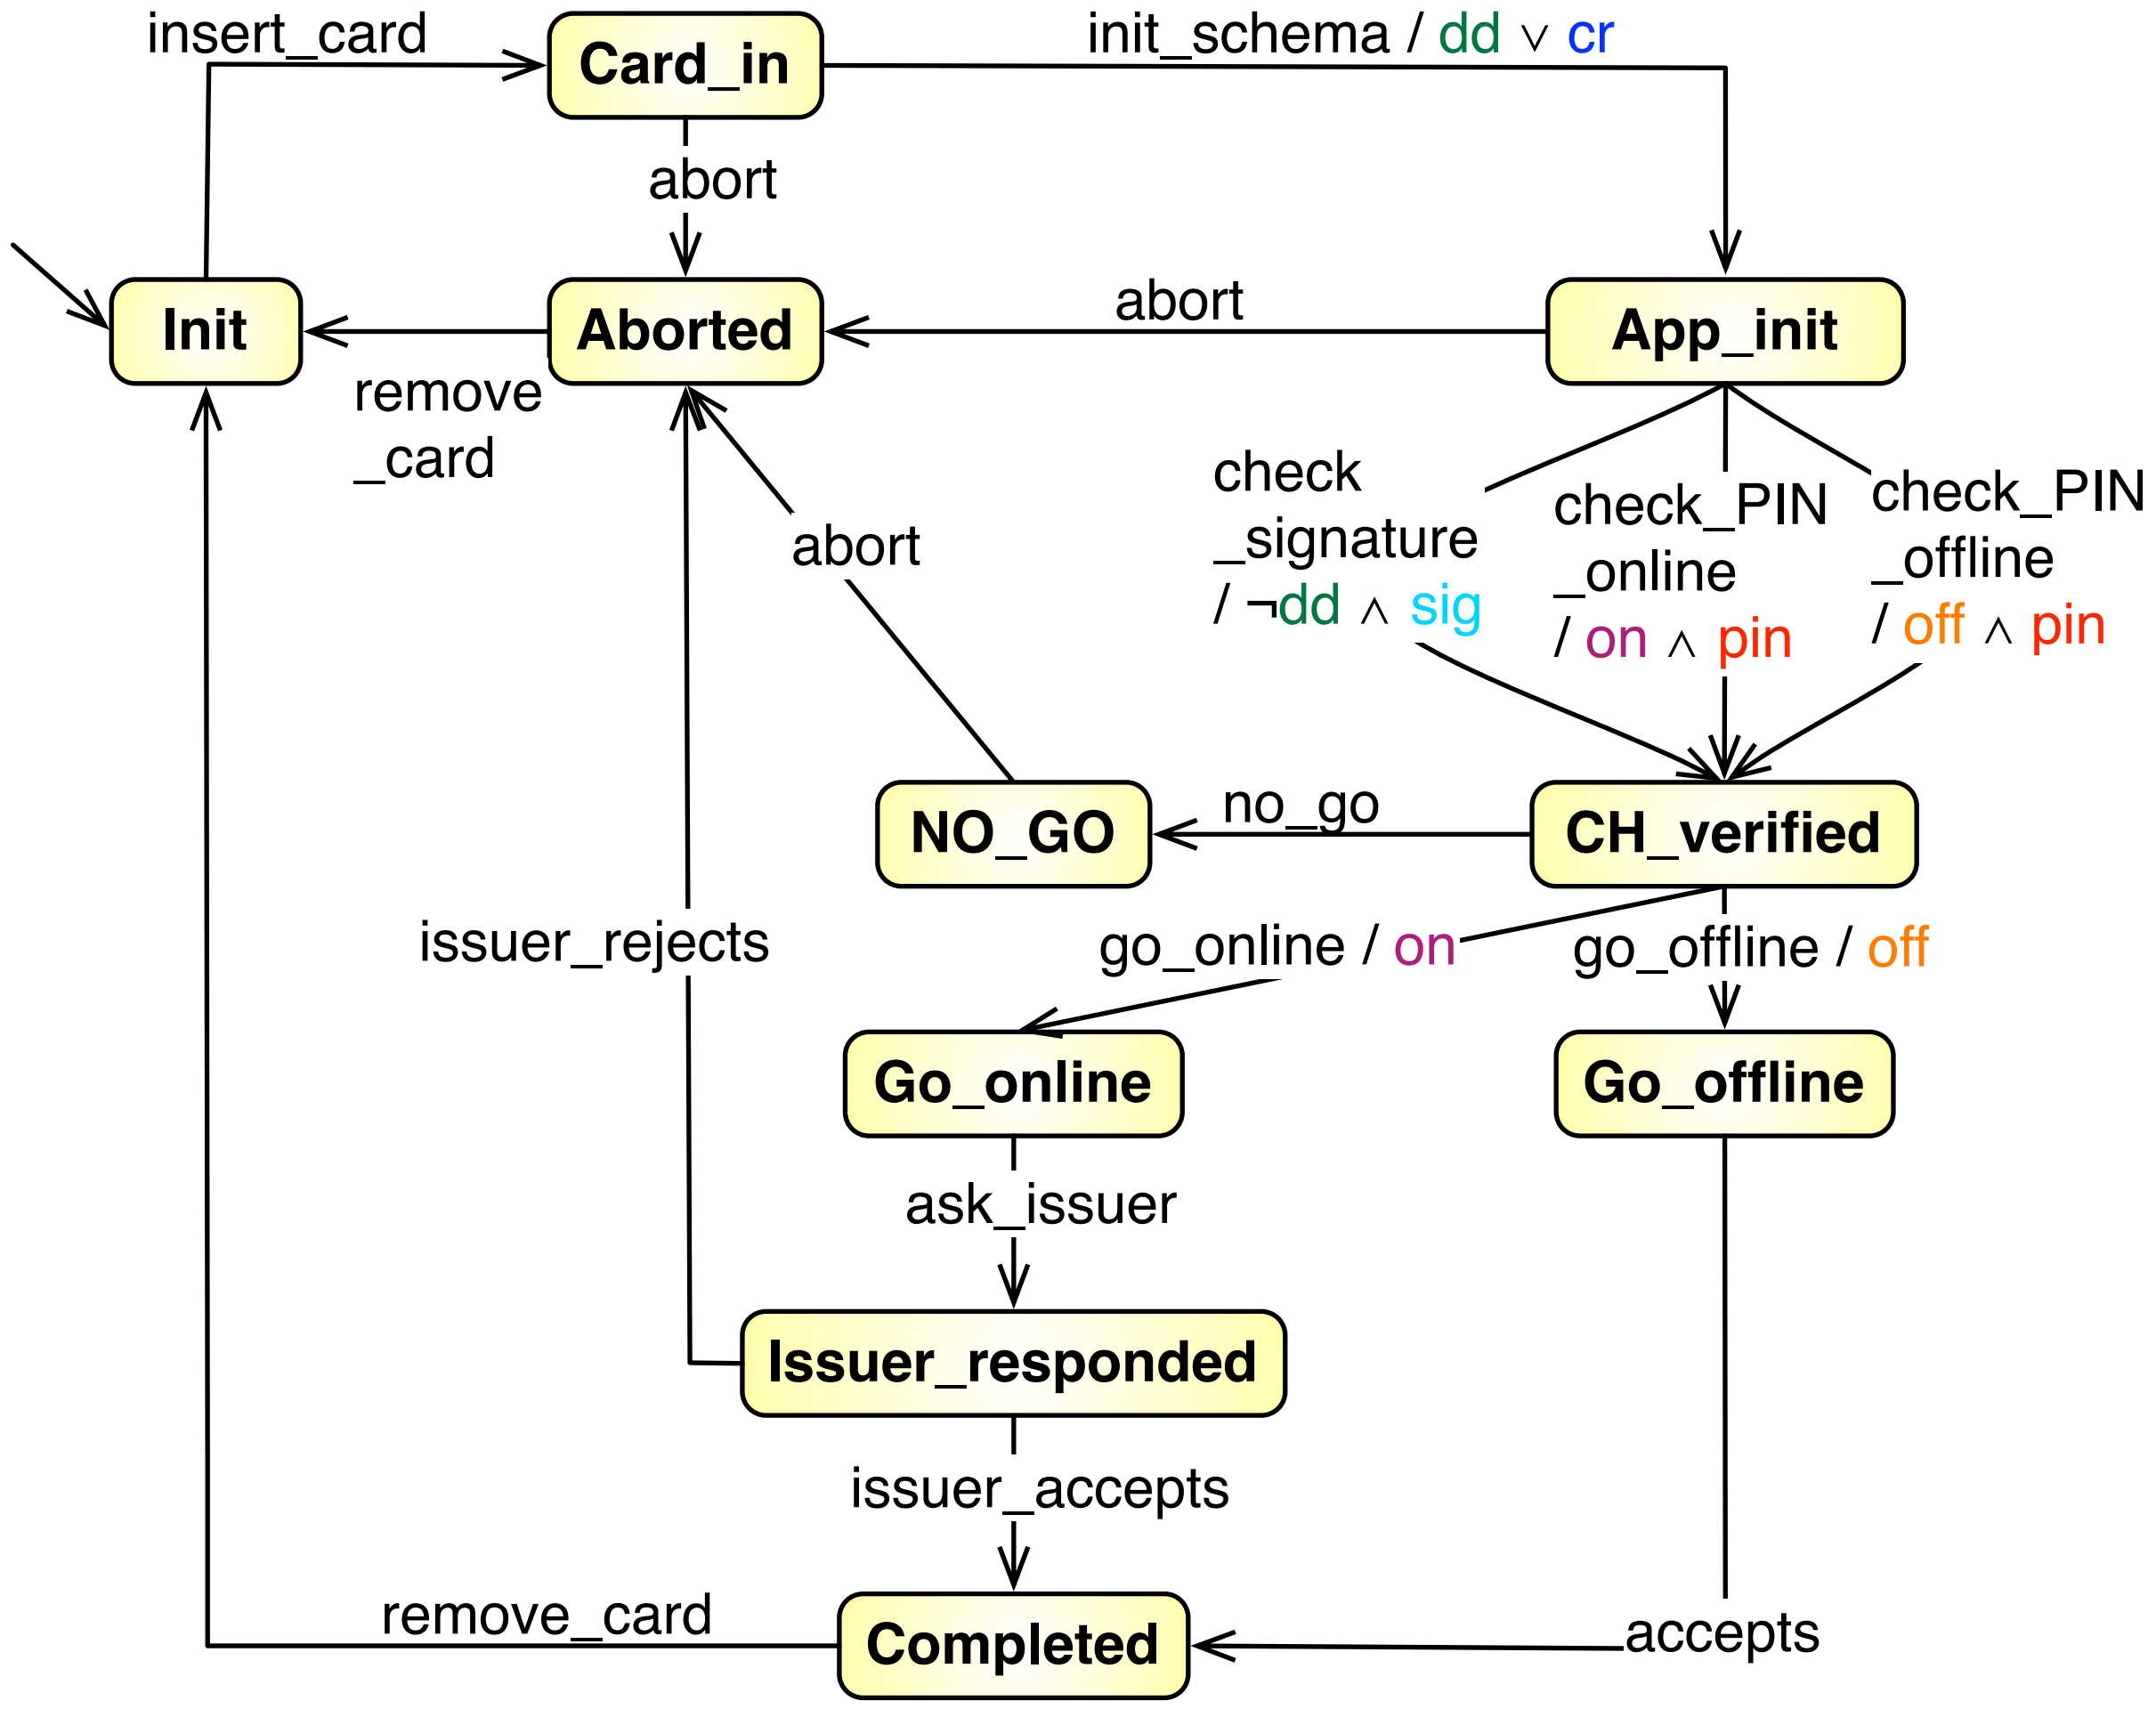 insert_card
Card_in
init_schema / dd ∨ cr
abort
Init
Aborted
abort
App_init
remove
_card
check
_signature
/ ¬dd ∧ sig
check_PIN
_online
/ on ∧ pin
check_PIN
_offline
/ off ∧ pin
abort
NO_GO
no_go
CH_verified
issuer_rejects
go_online / on
go_offline / off
Go_online
Go_offline
ask_issuer
Issuer_responded
issuer_accepts
remove_card
Completed
accepts